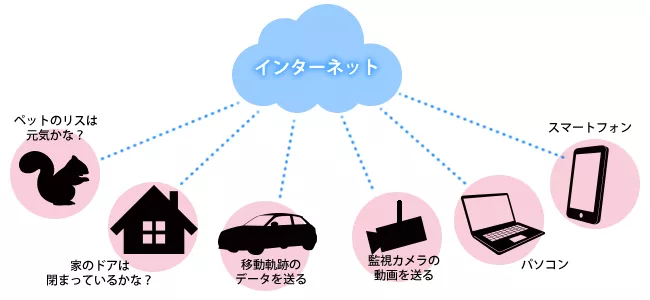 インターネット
ペットのリスは
元気かな？
家のドアは
閉まっているかな？
移動軌跡の
データを送る
監視カメラの
動画を送る
パソコン
スマートフォン